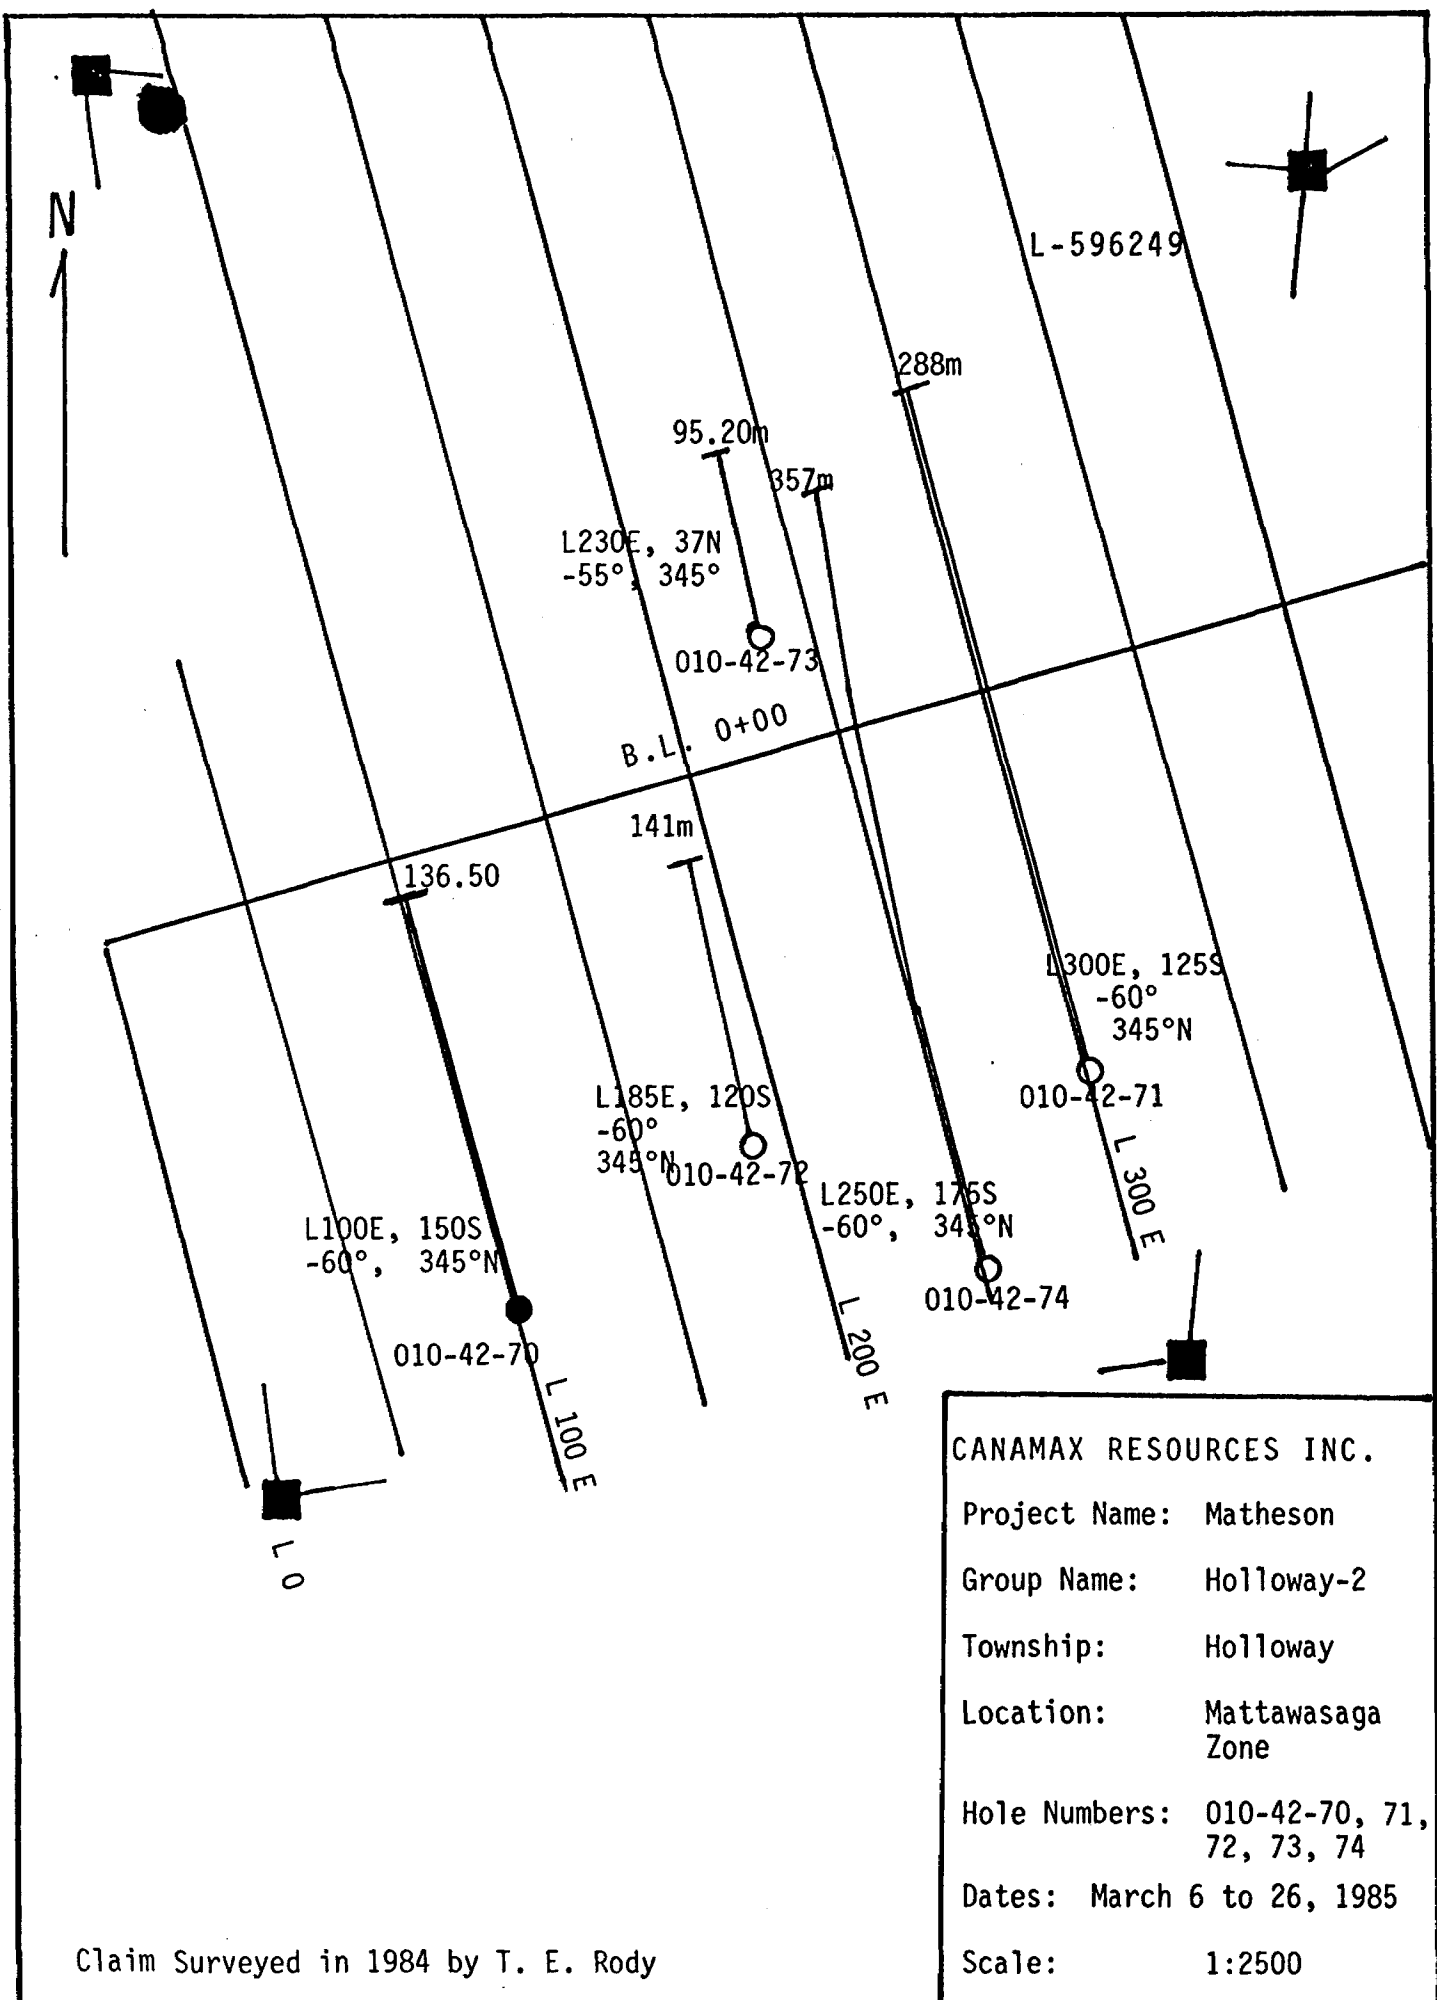 N
L-596249
288m
95.20m
357m
L230E, 37N
-55°, 345°
010-42-73
B.L. 0+00
141m
136.50
L300E, 125S
-60°
345°N
010-42-71
L185E, 120S
-60°
345°N
010-42-72
L 300 E
L250E, 175S
-60°, 345°N
010-42-74
L100E, 150S
-60°, 345°N
010-42-70
L 200 E
L 100 E
L 0
CANAMAX RESOURCES INC.
Project Name: Matheson
Group Name: Holloway-2
Township: Holloway
Location: Mattawasaga
Zone
Hole Numbers: 010-42-70, 71,
72, 73, 74
Dates: March 6 to 26, 1985
Scale: 1:2500
Claim Surveyed in 1984 by T. E. Rody